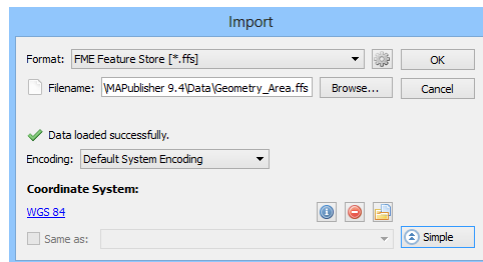 Import
Format: FME Feature Store [*.ffs] OK
Filename: \MAPublisher 9.4\Data\Geometry_Area.ffs Browse... Cancel
Data loaded successfully.
Encoding: Default System Encoding
Coordinate System:
WGS 84
Same as: Simple